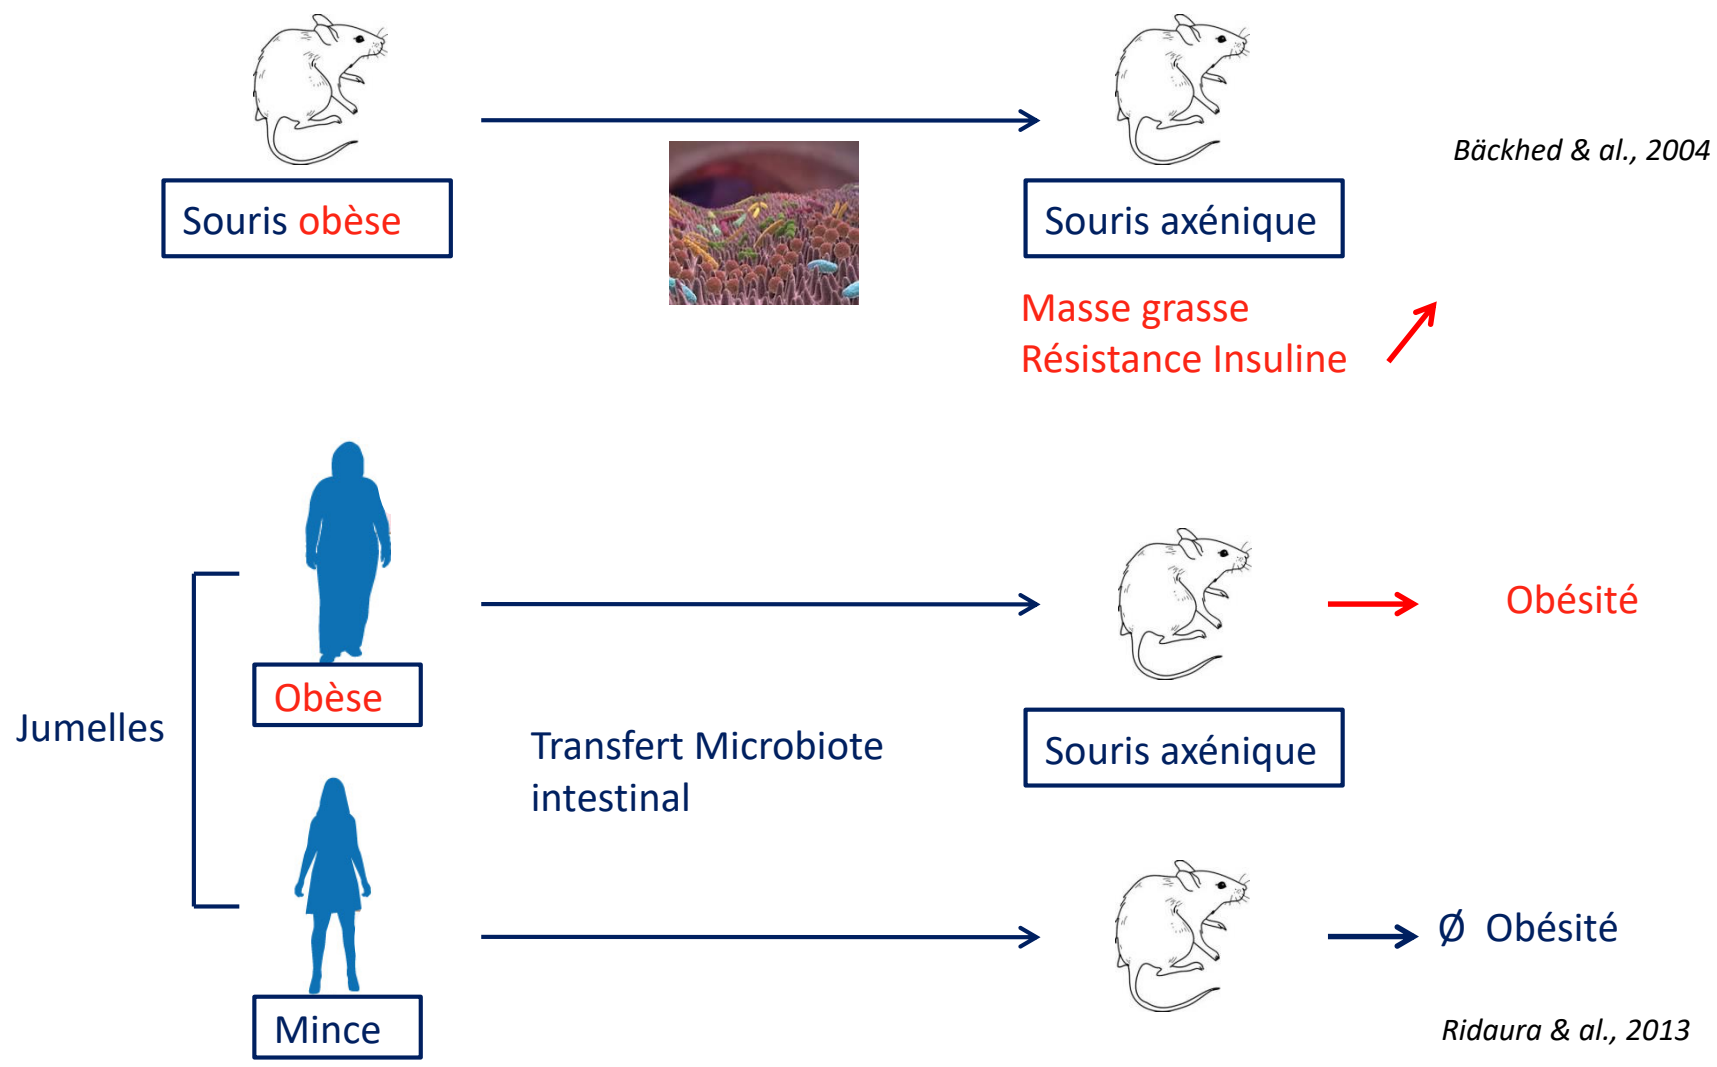 Bäckhed & al., 2004
Souris obèse
Souris axénique
Masse grasse
Résistance Insuline
Obésité
Obèse
Jumelles
Transfert Microbiote
intestinal
Souris axénique
Ø Obésité
Mince
Ridaura & al., 2013